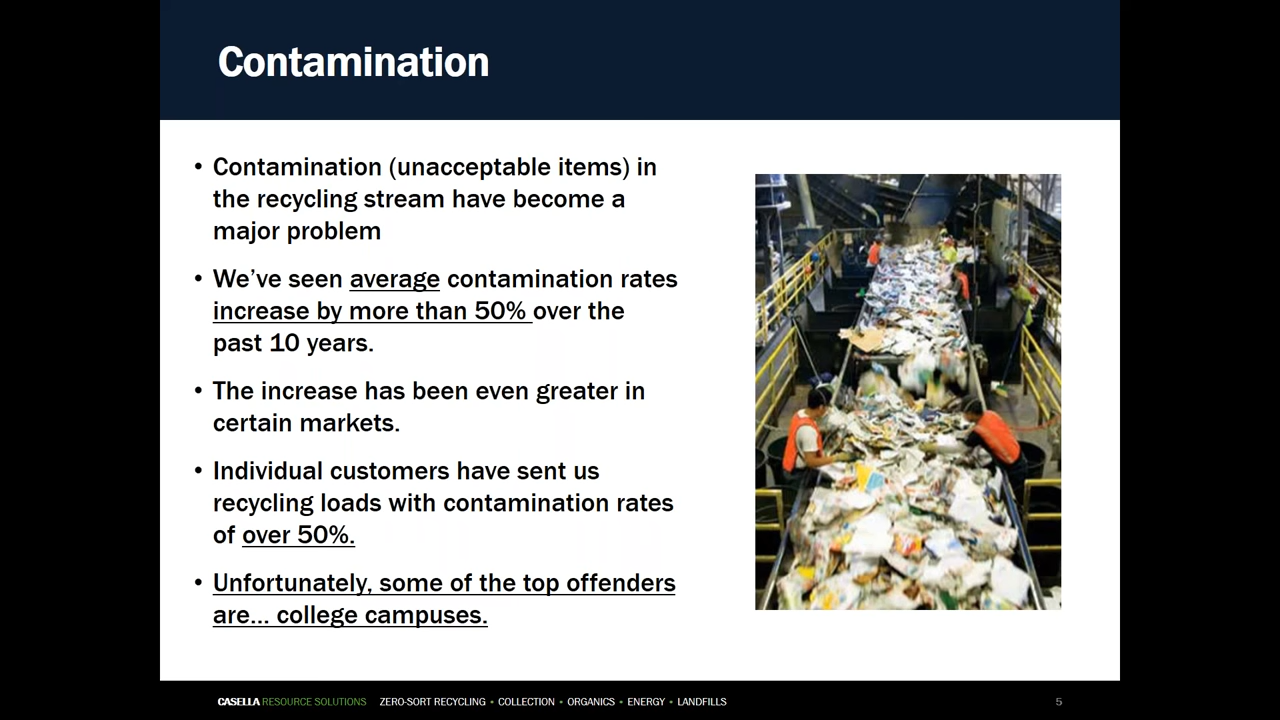 Contamination
• Contamination (unacceptable items) in
the recycling stream have become a
major problem
• We’ve seen average contamination rates
increase by more than 50% over the
past 10 years.
• The increase has been even greater in
certain markets.
• Individual customers have sent us
recycling loads with contamination rates
of over 50%.
• Unfortunately, some of the top offenders
are... college campuses.
CASELLA RESOURCE SOLUTIONS ZERO-SORT RECYCLING • COLLECTION • ORGANICS • ENERGY • LANDFILLS 5